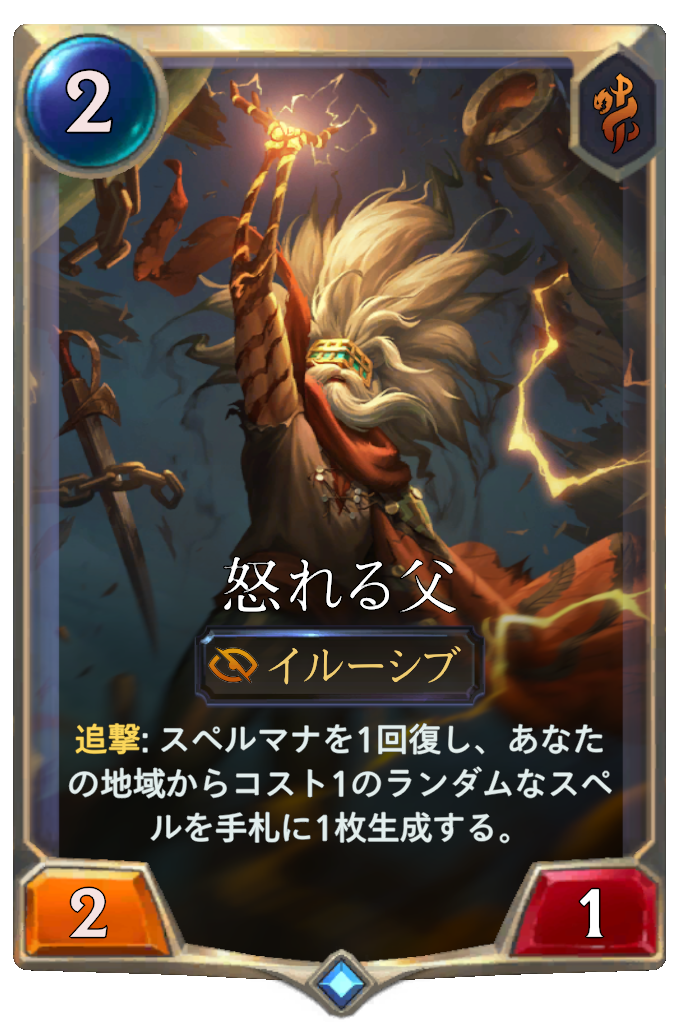 2
怒れる父
イルーシブ
追撃: スペルマナを1回復し、あなた
の地域からコスト1のランダムなスペ
ルを手札に1枚生成する。
2
1